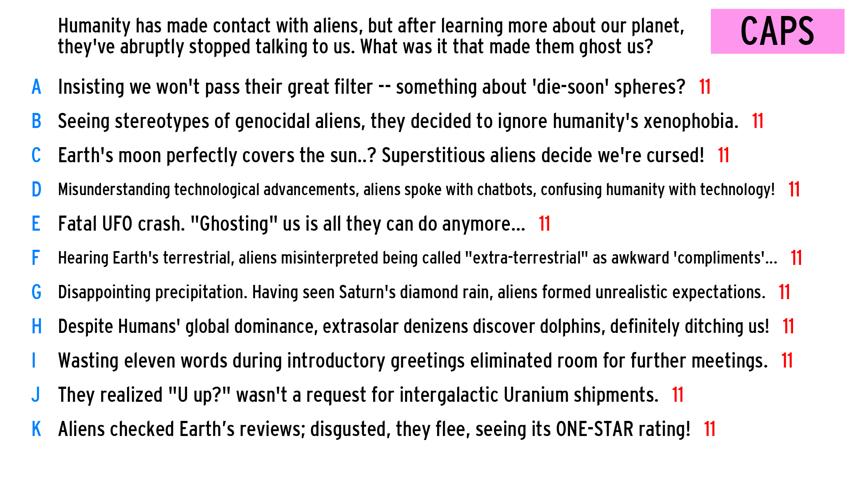 Humanity has made contact with aliens, but after learning more about our planet,
they've abruptly stopped talking to us. What was it that made them ghost us?
CAPS
A Insisting we won't pass their great filter -- something about 'die-soon' spheres? 11
B Seeing stereotypes of genocidal aliens, they decided to ignore humanity's xenophobia. 11
C Earth's moon perfectly covers the sun..? Superstitious aliens decide we're cursed! 11
D Misunderstanding technological advancements, aliens spoke with chatbots, confusing humanity with technology! 11
E Fatal UFO crash. "Ghosting" us is all they can do anymore... 11
F Hearing Earth's terrestrial, aliens misinterpreted being called "extra-terrestrial" as awkward 'compliments'... 11
G Disappointing precipitation. Having seen Saturn's diamond rain, aliens formed unrealistic expectations. 11
H Despite Humans' global dominance, extrasolar denizens discover dolphins, definitely ditching us! 11
I Wasting eleven words during introductory greetings eliminated room for further meetings. 11
J They realized "U up?" wasn't a request for intergalactic Uranium shipments. 11
K Aliens checked Earth’s reviews; disgusted, they flee, seeing its ONE-STAR rating! 11